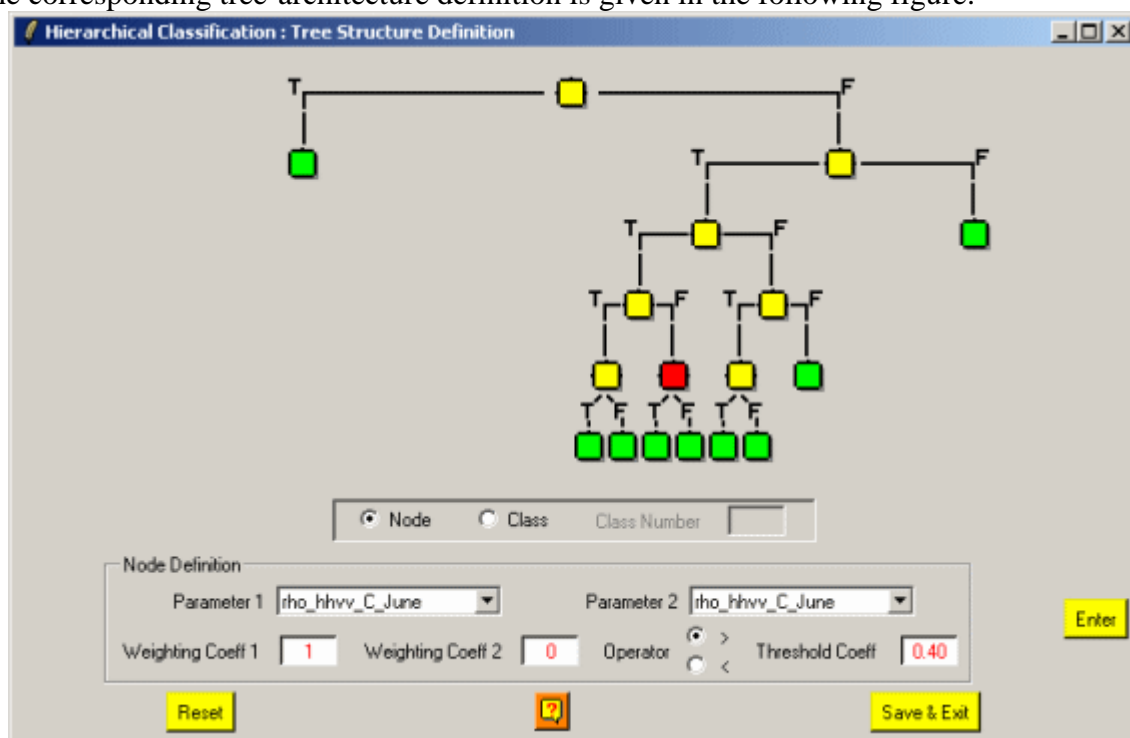 he corresponding tree-architecture definition is given in the following figure.
Hierarchical Classification : Tree Structure Definition
T F
T F
T F
T F T F
T F T F T F
Node Class Class Number
Node Definition
Parameter 1 rho_hhvv_C_June Parameter 2 rho_hhvv_C_June
Weighting Coeff 1 1 Weighting Coeff 2 0 Operator > < Threshold Coeff 0.40
Enter
Reset ? Save & Exit